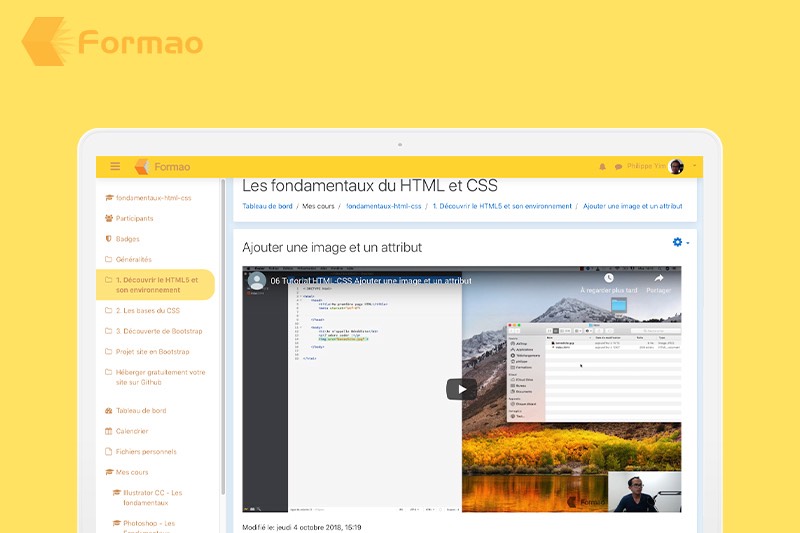 Formao
Formao
Philippe Yim
Les fondamentaux du HTML et CSS
Tableau de bord / Mes cours / fondamentaux-html-css / 1. Découvrir le HTML5 et son environnement / Ajouter une image et un attribut
fondamentaux-html-css
Participants
Badges
Généralités
1. Découvrir le HTML5 et
son environnement
2. Les bases du CSS
3. Découverte de Bootstrap
Projet site en Bootstrap
Héberger gratuitement votre
site sur Github
Tableau de bord
Calendrier
Fichiers personnels
Mes cours
Illustrator CC - Les
fondamentaux
Photoshop - Les
Fondamentaux
Ajouter une image et un attribut
06 Tutorial HTML-CSS Ajouter une image et un attribut
À regarder plus tard
Partager
Formao
Modifié le: jeudi 4 octobre 2018, 15:19